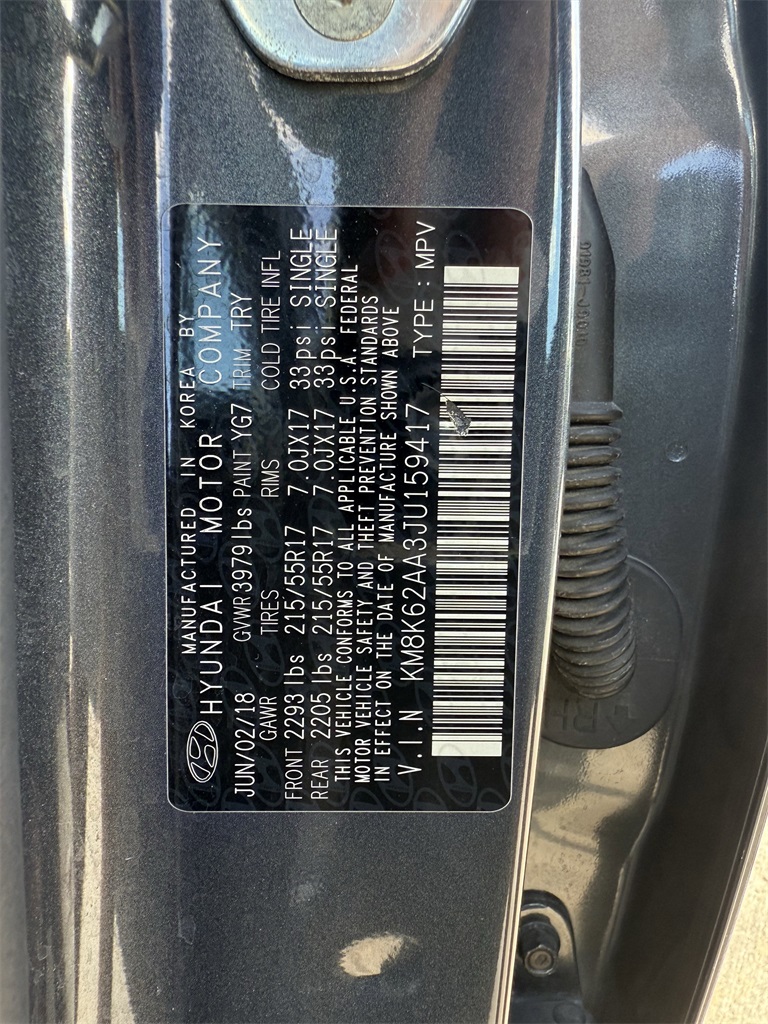 MANUFACTURED IN KOREA BY
HYUNDAI MOTOR COMPANY
JUN/02/18 GVWR 3979 lbs PAINT YG7 TRIM TRY
GAWR TIRES RIMS COLD TIRE INFL
FRONT 2293 lbs 215/55R17 7.0JX17 33psi SINGLE
REAR 2205 lbs 215/55R17 7.0JX17 33psi SINGLE
THIS VEHICLE CONFORMS TO ALL APPLICABLE U.S.A. FEDERAL
MOTOR VEHICLE SAFETY AND THEFT PREVENTION STANDARDS
IN EFFECT ON THE DATE OF MANUFACTURE SHOWN ABOVE
V.I.N KM8K62AA3JU159417 TYPE : MPV